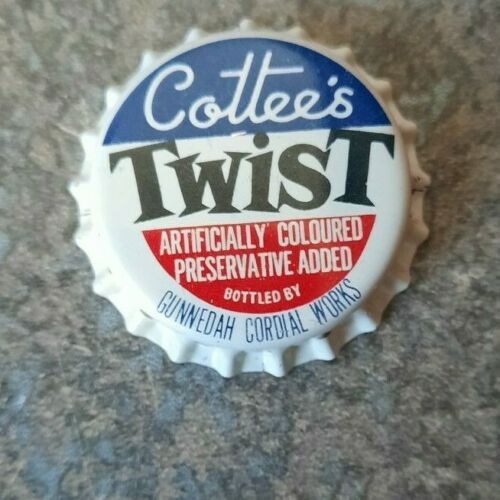 Cottee's
TWiST
ARTIFICIALLY COLOURED
PRESERVATIVE ADDED
BOTTLED BY
GUNNEDAH CORDIAL WORKS